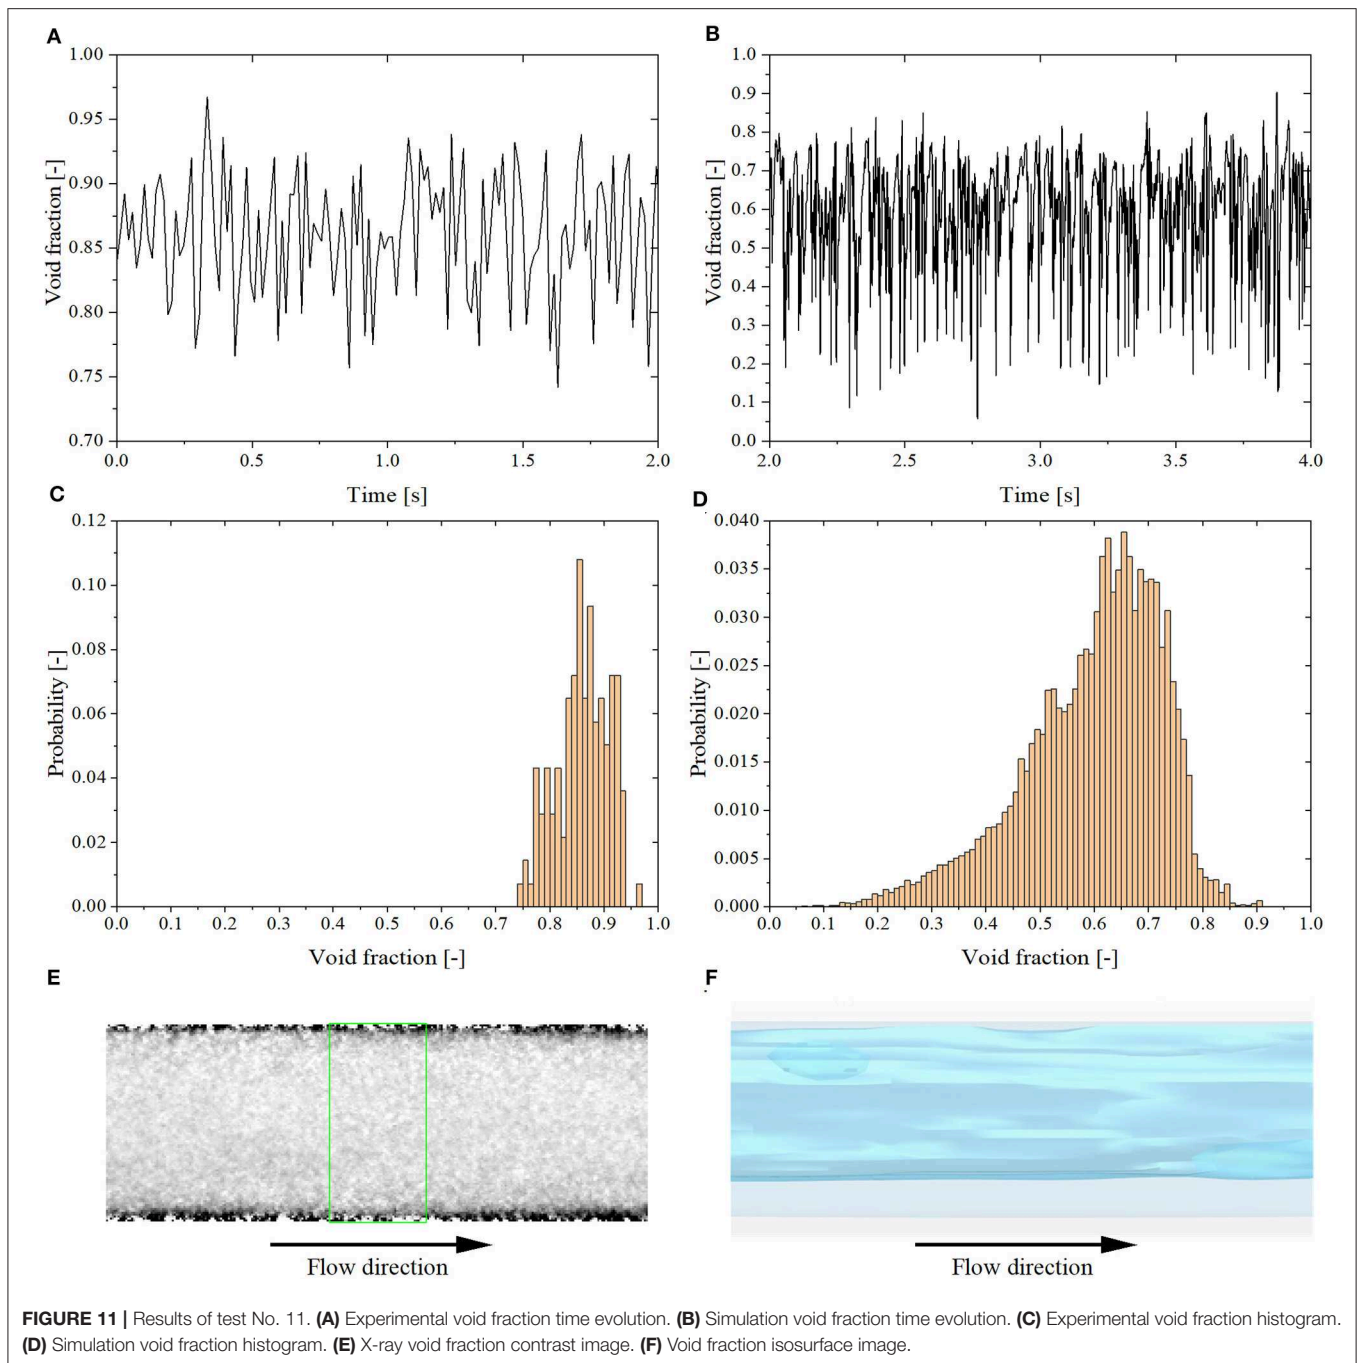 A
1.00
0.95
0.90
0.85
0.80
0.75
0.70
Void fraction [-]
0.0 0.5 1.0 1.5 2.0
Time [s]
B
1.0
0.9
0.8
0.7
0.6
0.5
0.4
0.3
0.2
0.1
0.0
Void fraction [-]
2.0 2.5 3.0 3.5 4.0
Time [s]
C
0.12
0.10
0.08
0.06
0.04
0.02
0.00
Probability [-]
0.0 0.1 0.2 0.3 0.4 0.5 0.6 0.7 0.8 0.9 1.0
Void fraction [-]
D
0.040
0.035
0.030
0.025
0.020
0.015
0.010
0.005
0.000
Probability [-]
0.0 0.1 0.2 0.3 0.4 0.5 0.6 0.7 0.8 0.9 1.0
Void fraction [-]
E
Flow direction
F
Flow direction
FIGURE 11 | Results of test No. 11. (A) Experimental void fraction time evolution. (B) Simulation void fraction time evolution. (C) Experimental void fraction histogram.
(D) Simulation void fraction histogram. (E) X-ray void fraction contrast image. (F) Void fraction isosurface image.